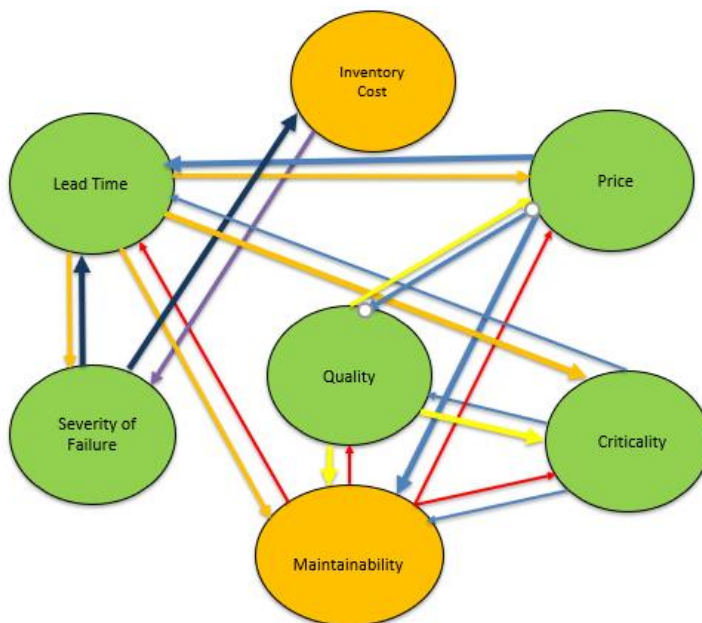 Inventory
Cost
Lead Time
Price
Quality
Severity of
Failure
Criticality
Maintainability